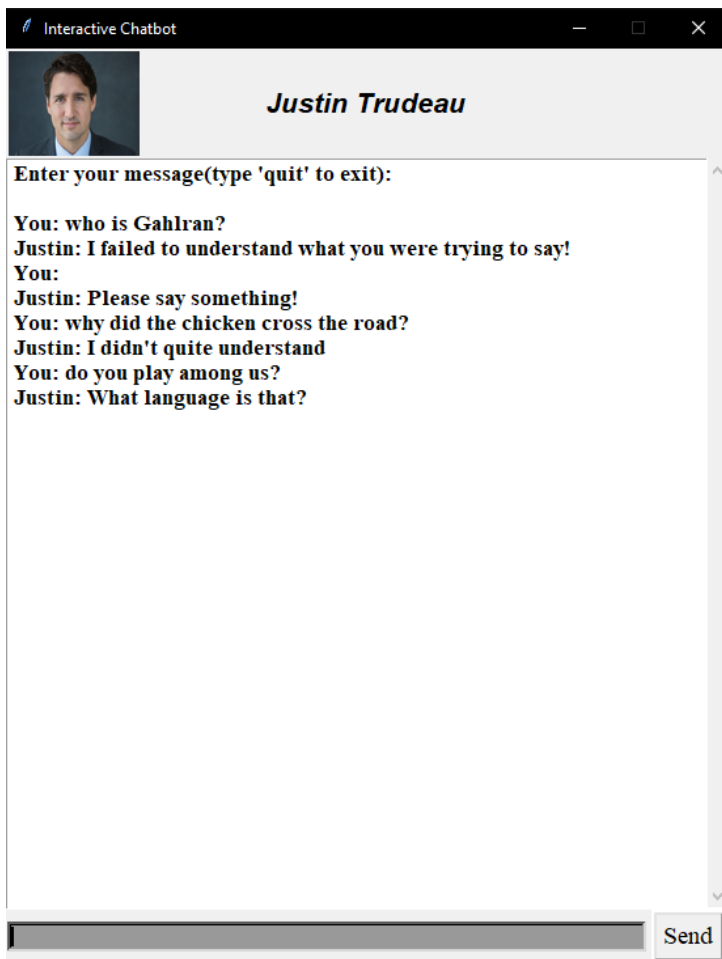 Interactive Chatbot
Justin Trudeau
Enter your message(type 'quit' to exit):
You: who is Gahlran?
Justin: I failed to understand what you were trying to say!
You:
Justin: Please say something!
You: why did the chicken cross the road?
Justin: I didn't quite understand
You: do you play among us?
Justin: What language is that?
Send